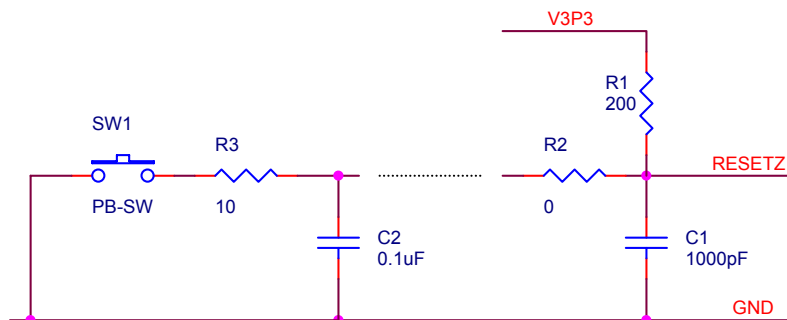 V3P3
R1
200
SW1
R3
R2
RESETZ
PB-SW
10
0
C2
0.1uF
C1
1000pF
GND